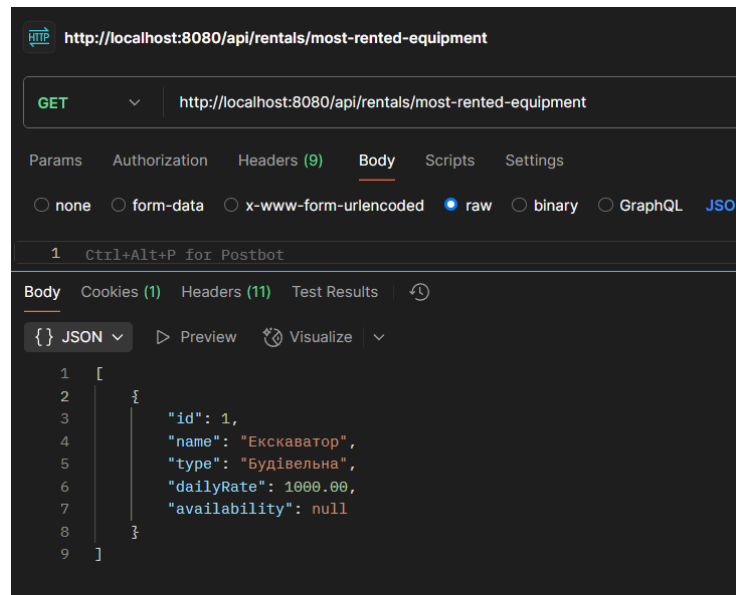 HTTP http://localhost:8080/api/rentals/most-rented-equipment
GET http://localhost:8080/api/rentals/most-rented-equipment
Params Authorization Headers (9) Body Scripts Settings
none form-data x-www-form-urlencoded raw binary GraphQL JSO
1 Ctrl+Alt+P for Postbot
Body Cookies (1) Headers (11) Test Results
{} JSON Preview Visualize
1 [
2 {
3 "id": 1,
4 "name": "Екскаватор",
5 "type": "Будівельна",
6 "dailyRate": 1000.00,
7 "availability": null
8 }
9 ]